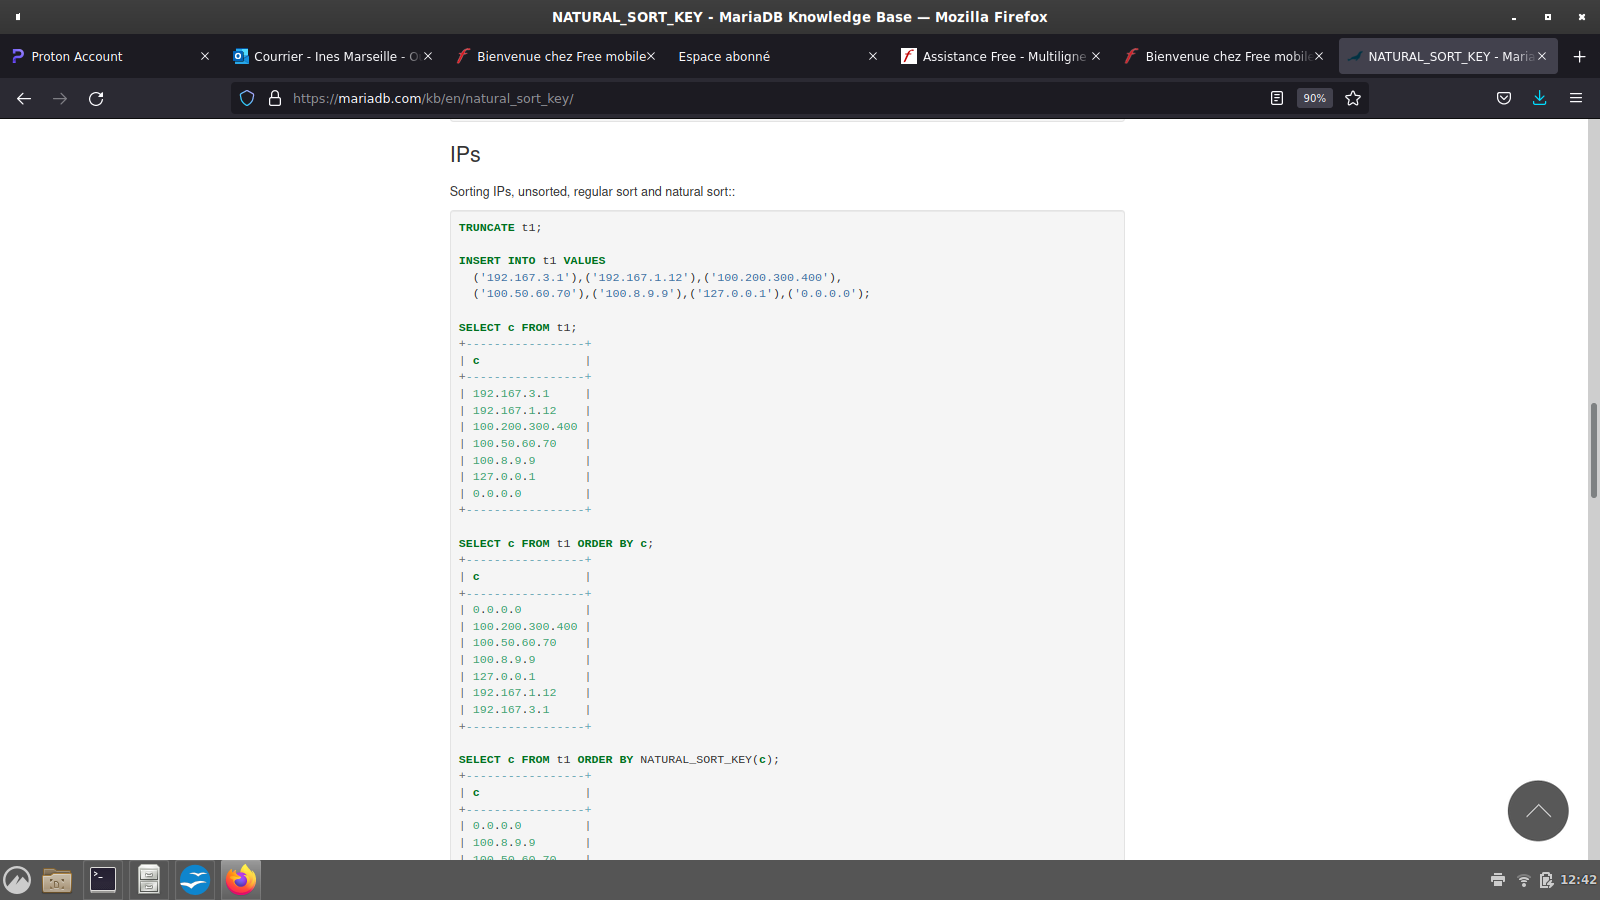 NATURAL_SORT_KEY - MariaDB Knowledge Base — Mozilla Firefox
Proton Account
Courrier - Ines Marseille - O
Bienvenue chez Free mobile
Espace abonné
Assistance Free - Multiligne
Bienvenue chez Free mobile
NATURAL_SORT_KEY - Maria
https://mariadb.com/kb/en/natural_sort_key/
90%
IPs
Sorting IPs, unsorted, regular sort and natural sort::
TRUNCATE t1;
INSERT INTO t1 VALUES
('192.167.3.1'),('192.167.1.12'),('100.200.300.400'),
('100.50.60.70'),('100.8.9.9'),('127.0.0.1'),('0.0.0.0');
SELECT c FROM t1;
+-----------------+
| c               |
+-----------------+
| 192.167.3.1     |
| 192.167.1.12    |
| 100.200.300.400 |
| 100.50.60.70    |
| 100.8.9.9       |
| 127.0.0.1       |
| 0.0.0.0         |
+-----------------+
SELECT c FROM t1 ORDER BY c;
+-----------------+
| c               |
+-----------------+
| 0.0.0.0         |
| 100.200.300.400 |
| 100.50.60.70    |
| 100.8.9.9       |
| 127.0.0.1       |
| 192.167.1.12    |
| 192.167.3.1     |
+-----------------+
SELECT c FROM t1 ORDER BY NATURAL_SORT_KEY(c);
+-----------------+
| c               |
+-----------------+
| 0.0.0.0         |
| 100.8.9.9       |
| 100.50.60.70    |
12:42